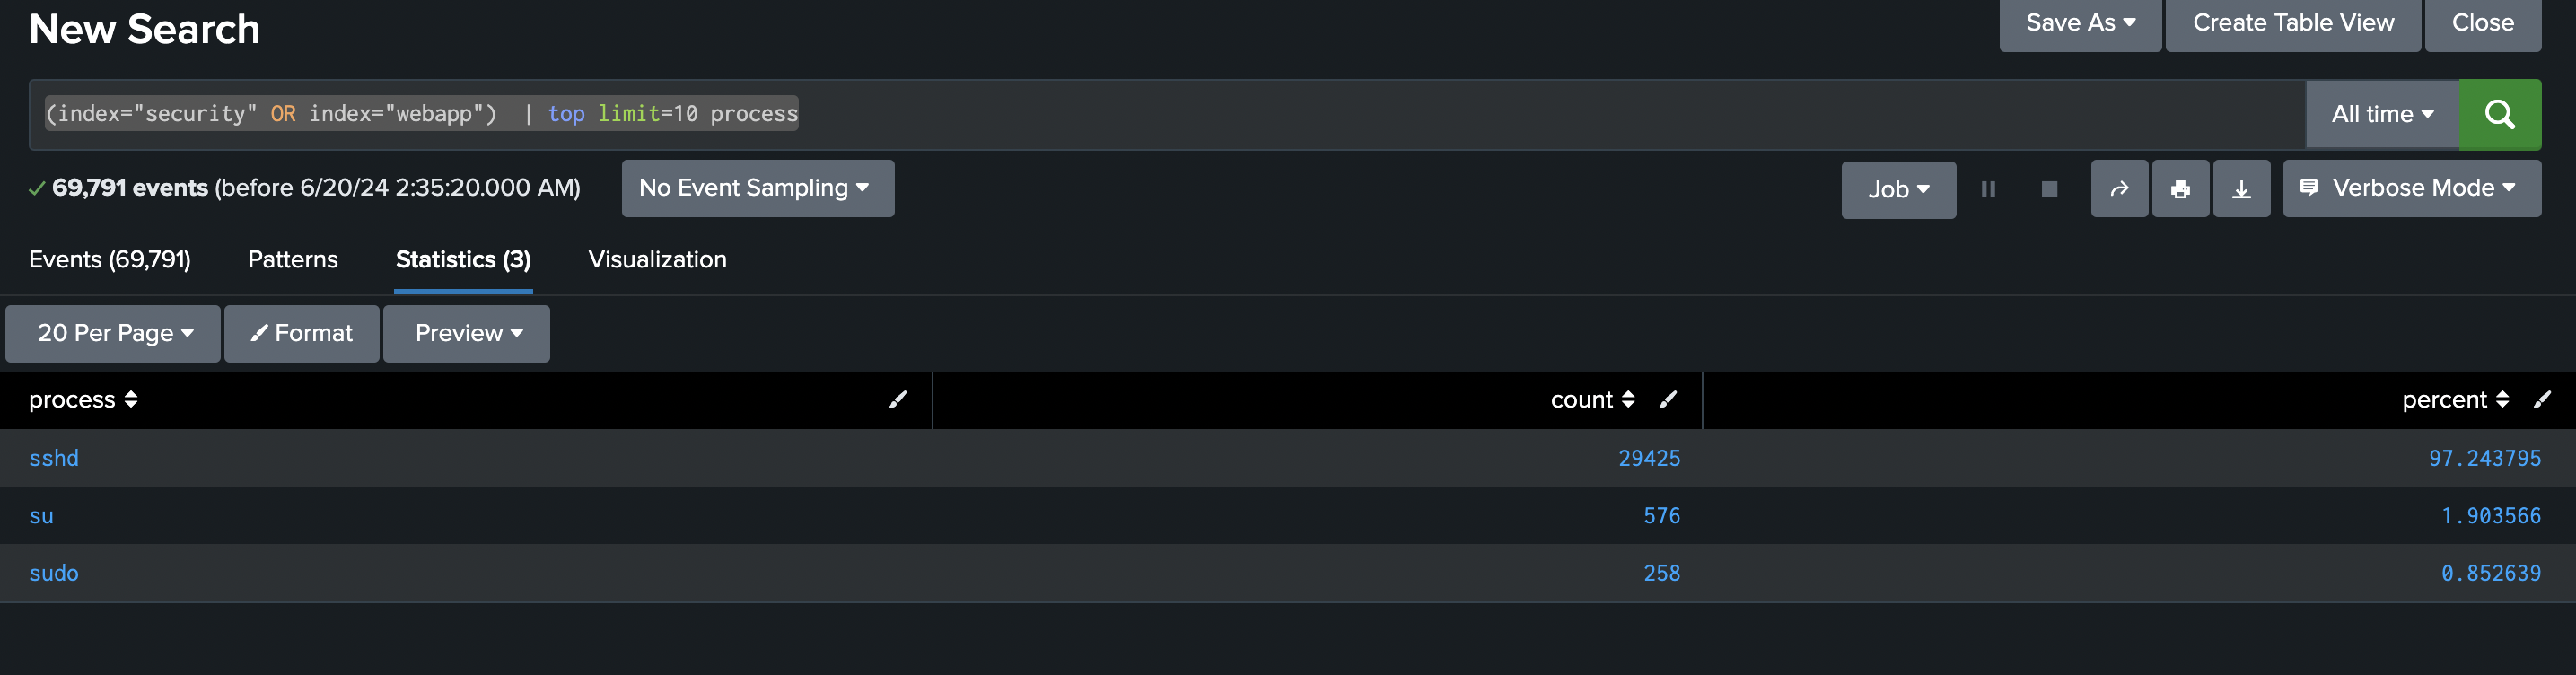 New Search
Save As
Create Table View
Close
(index="security" OR index="webapp")  | top limit=10 process
All time
69,791 events (before 6/20/24 2:35:20.000 AM)
No Event Sampling
Job
Verbose Mode
Events (69,791)
Patterns
Statistics (3)
Visualization
20 Per Page
Format
Preview
process count percent
sshd 29425 97.243795
su 576 1.903566
sudo 258 0.852639